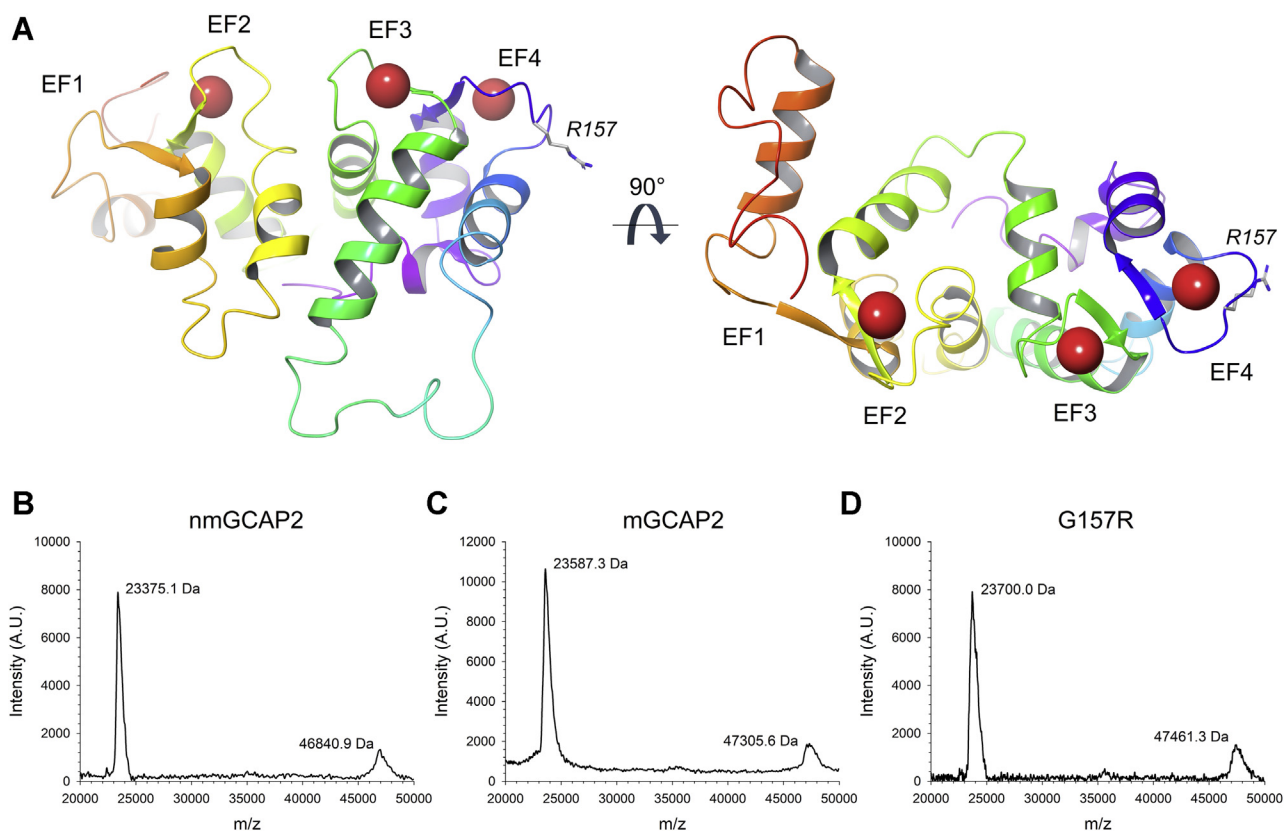 A
EF1
EF2
EF3
EF4
R157
90°
EF1
EF2
EF3
EF4
R157
B
nmGCAP2
Intensity (A.U.)
10000
8000
6000
4000
2000
0
23375.1 Da
46840.9 Da
20000 25000 30000 35000 40000 45000 50000
m/z
C
mGCAP2
Intensity (A.U.)
12000
10000
8000
6000
4000
2000
0
23587.3 Da
47305.6 Da
20000 25000 30000 35000 40000 45000 50000
m/z
D
G157R
Intensity (A.U.)
10000
8000
6000
4000
2000
0
23700.0 Da
47461.3 Da
20000 25000 30000 35000 40000 45000 50000
m/z